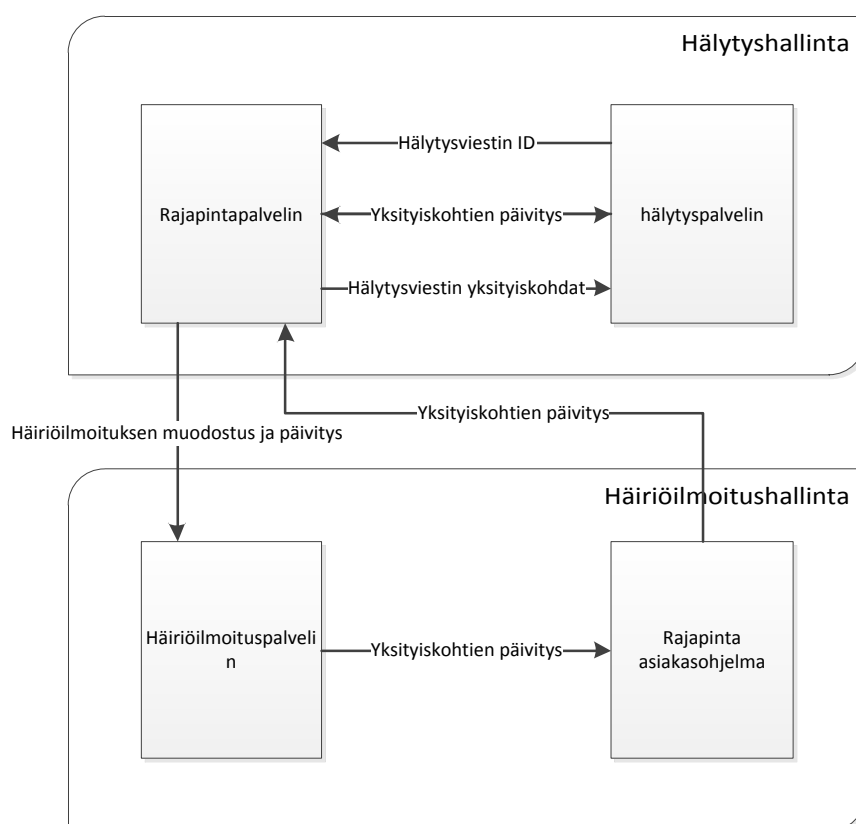 Hälytyshallinta
Hälytysviestin ID
Rajapintapalvelin
Yksityiskohtien päivitys
hälytyspalvelin
Hälytysviestin yksityiskohdat
Yksityiskohtien päivitys
Häiriöilmoituksen muodostus ja päivitys
Häiriöilmoitushallinta
Häiriöilmoituspalveli
n
Yksityiskohtien päivitys
Rajapinta
asiakasohjelma